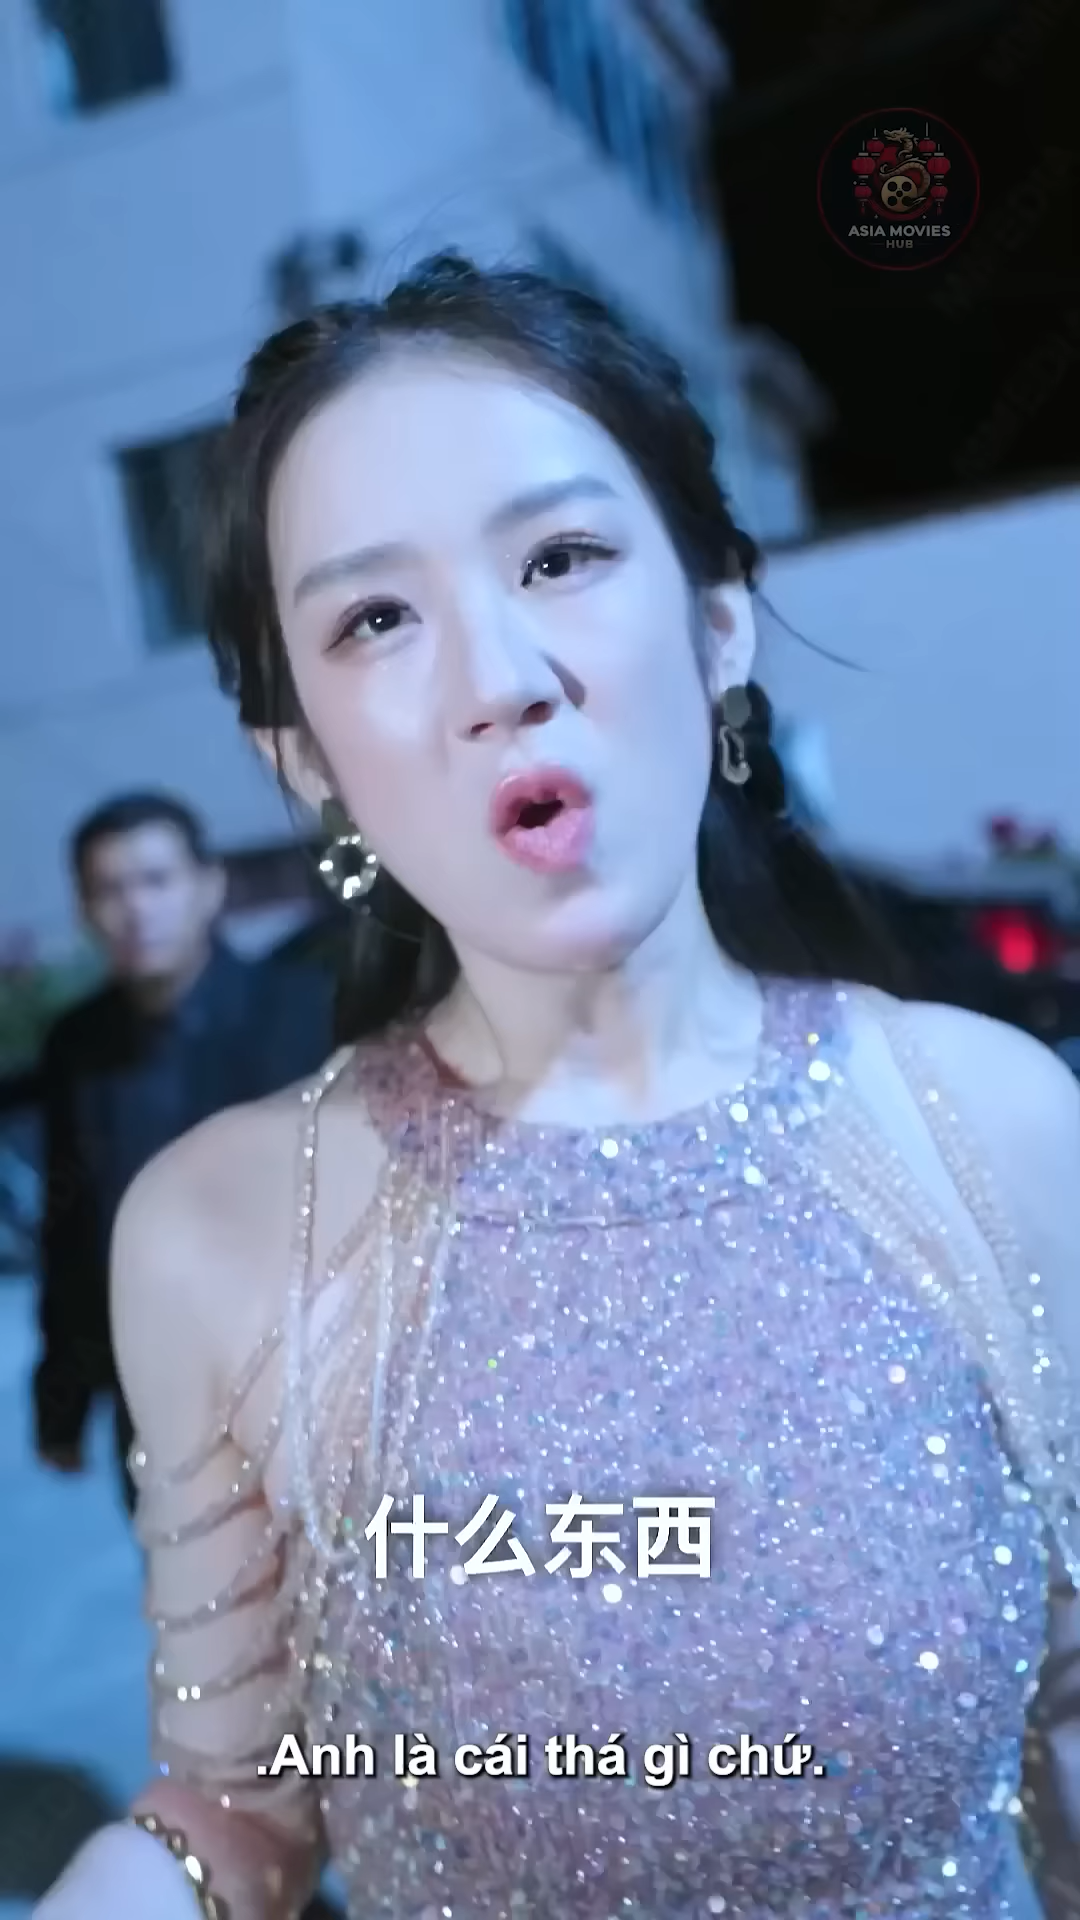 ASIA MOVIES
HUB
什么东西
.Anh là cái thá gì chứ.